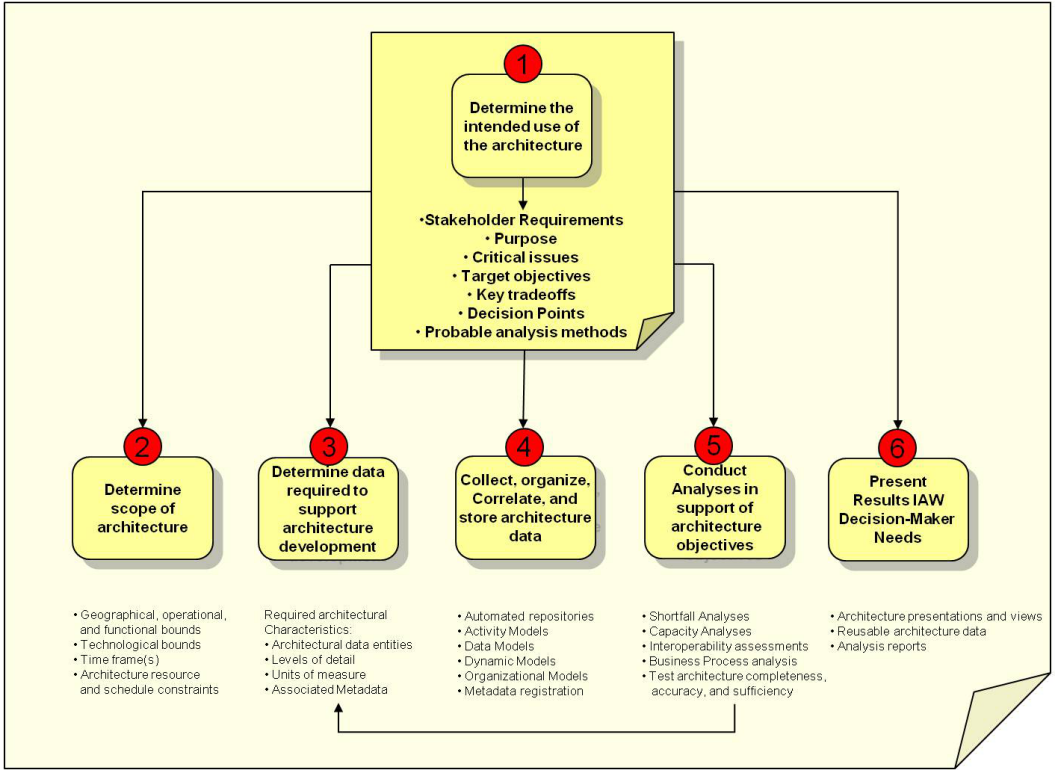 1
Determine the
intended use of
the architecture
•Stakeholder Requirements
• Purpose
• Critical issues
• Target objectives
• Key tradeoffs
• Decision Points
• Probable analysis methods
2
Determine
scope of
architecture
• Geographical, operational,
and functional bounds
• Technological bounds
• Time frame(s)
• Architecture resource
and schedule constraints
3
Determine data
required to
support
architecture
development
Required architectural
Characteristics:
• Architectural data entities
• Levels of detail
• Units of measure
• Associated Metadata
4
Collect, organize,
Correlate, and
store architecture
data
• Automated repositories
• Activity Models
• Data Models
• Dynamic Models
• Organizational Models
• Metadata registration
5
Conduct
Analyses in
support of
architecture
objectives
• Shortfall Analyses
• Capacity Analyses
• Interoperability assessments
• Business Process analysis
• Test architecture completeness,
accuracy, and sufficiency
6
Present
Results IAW
Decision-Maker
Needs
• Architecture presentations and views
• Reusable architecture data
• Analysis reports